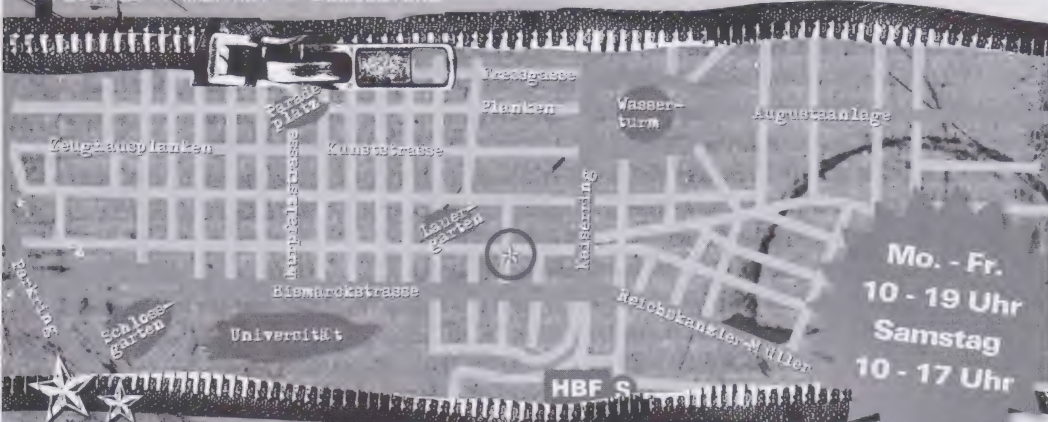 Fressgasse
Planken
Parade
platz
Wasser-
turm
Augustaanlage
Zeughausplanken
Kunststrasse
Kurpfalzstrasse
Lauer-
garten
Kaiserring
Bismarckstrasse
Parkring
Schloss-
garten
Universität
Reichskanzler-Müller
HBF S
Mo. - Fr.
10 - 19 Uhr
Samstag
10 - 17 Uhr